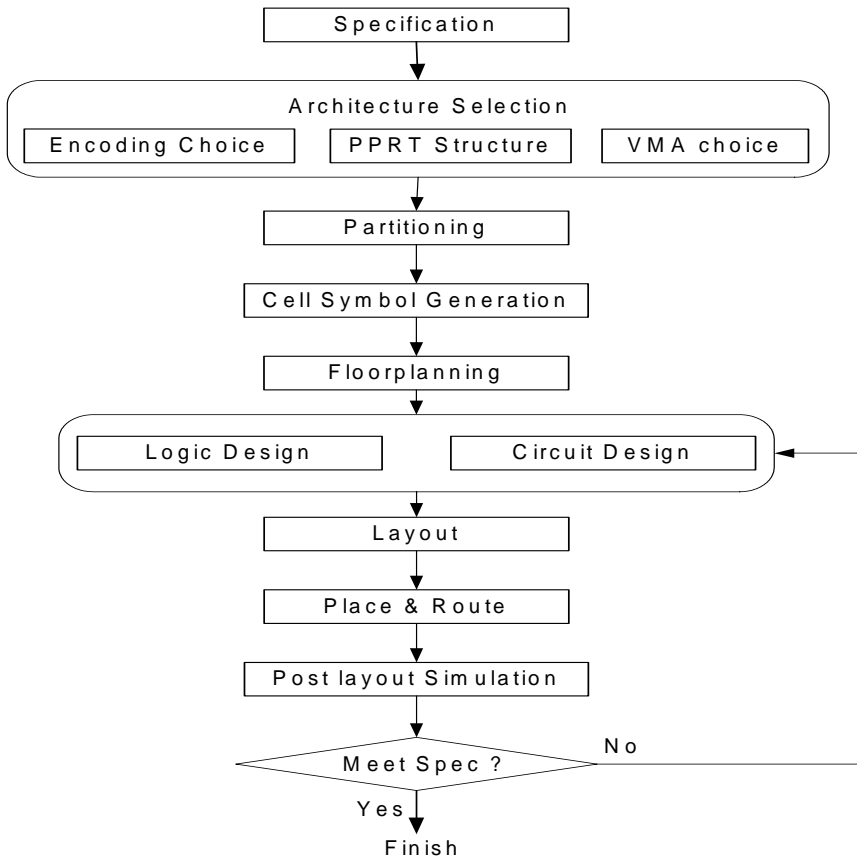 Specification
Architecture Selection
Encoding Choice
PPRT Structure
VMA choice
Partitioning
Cell Symbol Generation
Floorplanning
Logic Design
Circuit Design
Layout
Place & Route
Post layout Simulation
Meet Spec ?
No
Yes
Finish